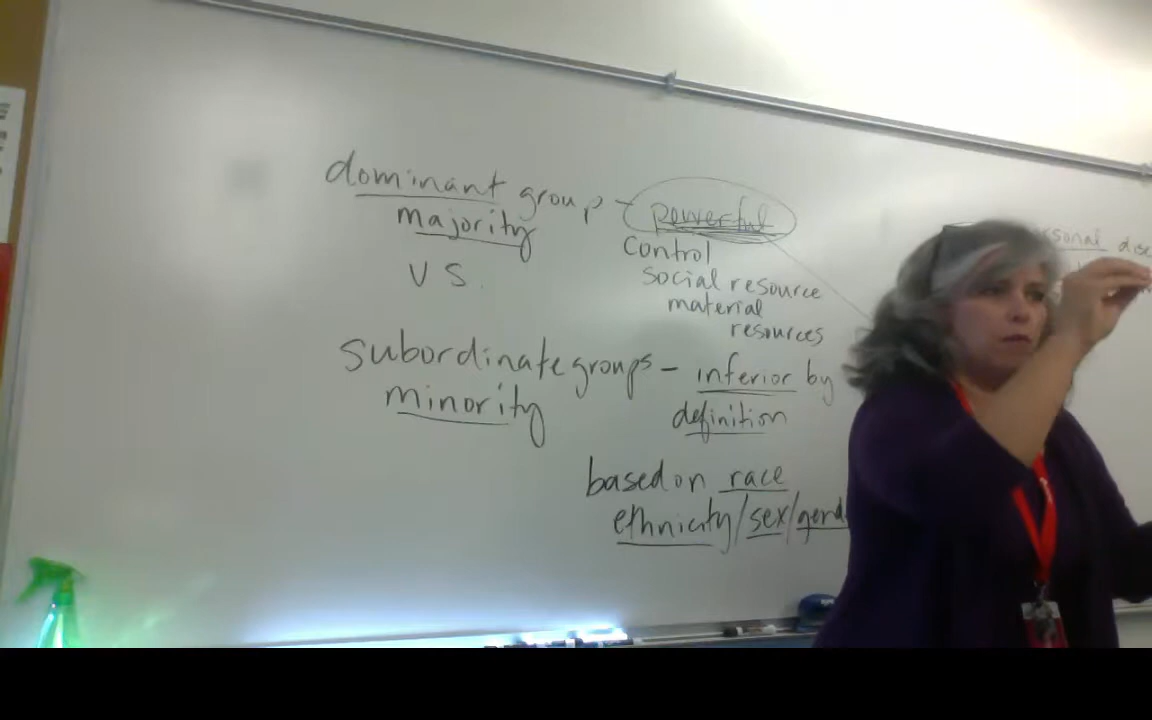 dominant group - powerful
majority
control
social resource
material
resources
vs.
subordinate groups - inferior by
minority
definition
based on race
ethnicity/sex/gend